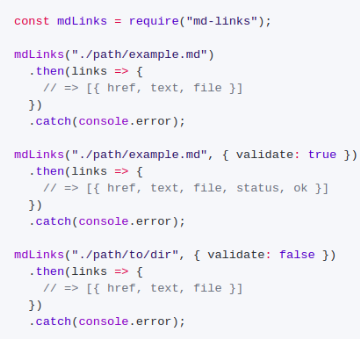 const mdLinks = require("md-links");

mdLinks("./path/example.md")
  .then(links => {
    // => [{ href, text, file }]
  })
  .catch(console.error);

mdLinks("./path/example.md", { validate: true })
  .then(links => {
    // => [{ href, text, file, status, ok }]
  })
  .catch(console.error);

mdLinks("./path/to/dir", { validate: false })
  .then(links => {
    // => [{ href, text, file }]
  })
  .catch(console.error);